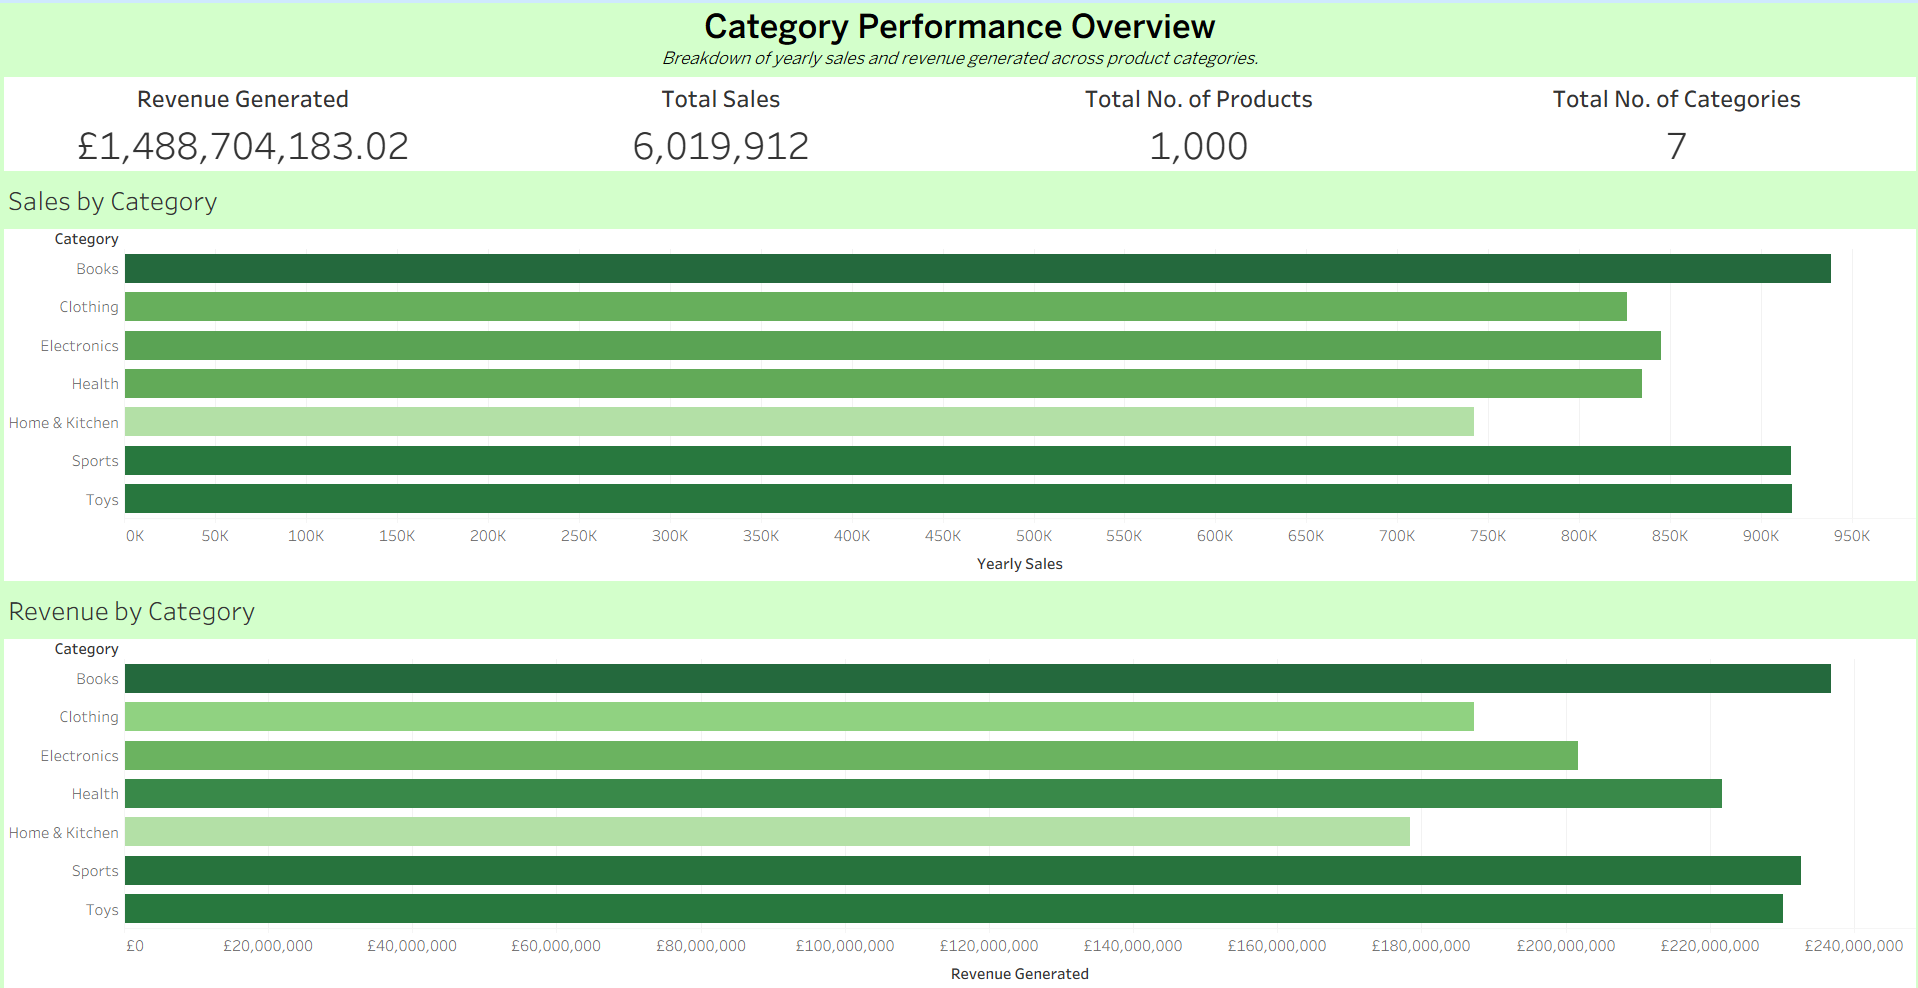 Category Performance Overview
Breakdown of yearly sales and revenue generated across product categories.
Revenue Generated Total Sales Total No. of Products Total No. of Categories
£1,488,704,183.02 6,019,912 1,000 7
Sales by Category
Category
Books
Clothing
Electronics
Health
Home & Kitchen
Sports
Toys
0K 50K 100K 150K 200K 250K 300K 350K 400K 450K 500K 550K 600K 650K 700K 750K 800K 850K 900K 950K
Yearly Sales
Revenue by Category
Category
Books
Clothing
Electronics
Health
Home & Kitchen
Sports
Toys
£0 £20,000,000 £40,000,000 £60,000,000 £80,000,000 £100,000,000 £120,000,000 £140,000,000 £160,000,000 £180,000,000 £200,000,000 £220,000,000 £240,000,000
Revenue Generated